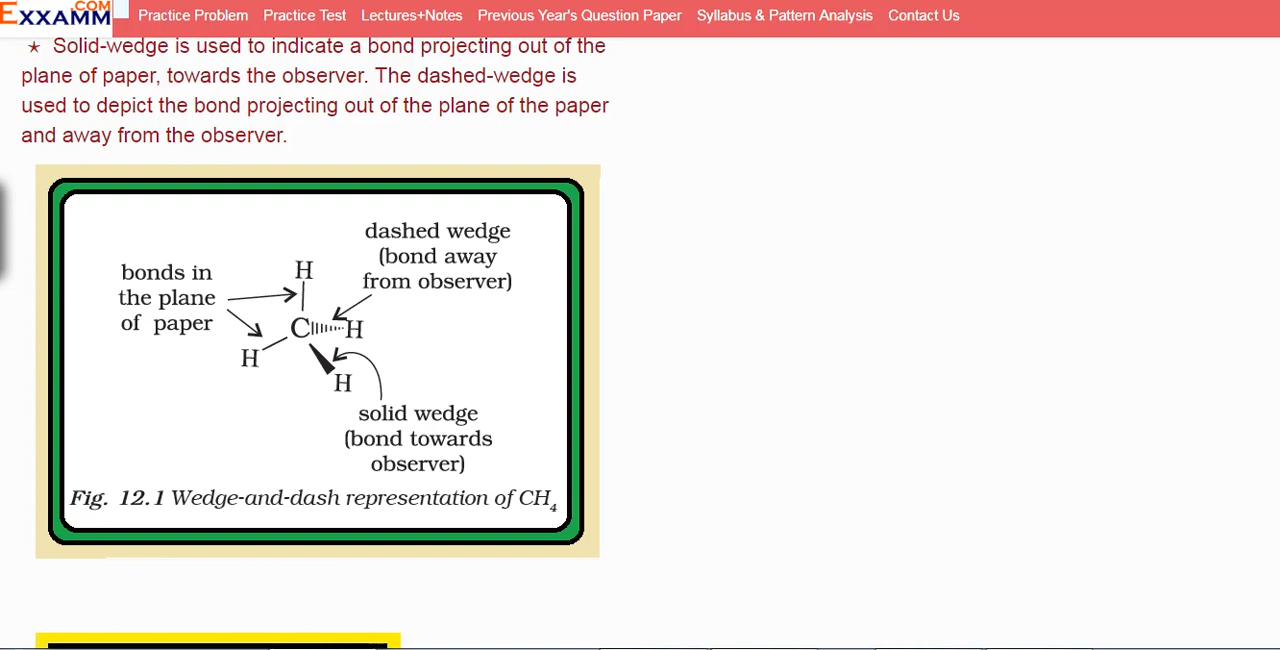 EXXAMM.COM Practice Problem Practice Test Lectures+Notes Previous Year's Question Paper Syllabus & Pattern Analysis Contact Us
★ Solid-wedge is used to indicate a bond projecting out of the
plane of paper, towards the observer. The dashed-wedge is
used to depict the bond projecting out of the plane of the paper
and away from the observer.
dashed wedge
(bond away
from observer)
bonds in
the plane
of paper
H
C H
H
H
solid wedge
(bond towards
observer)
Fig. 12.1 Wedge-and-dash representation of CH₄